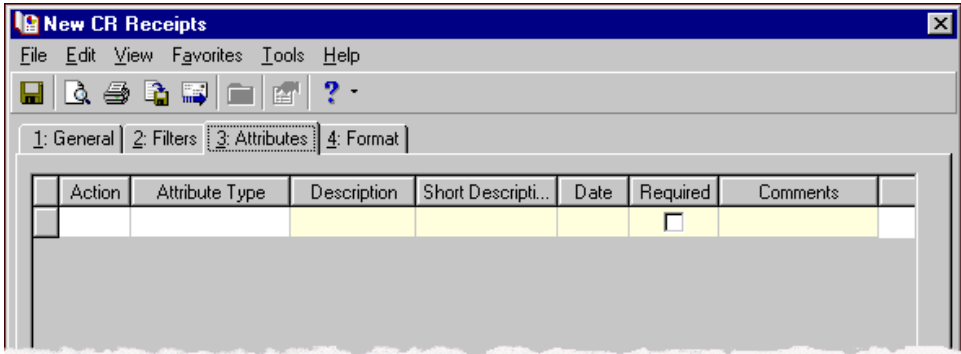 New CR Receipts
File Edit View Favorites Tools Help
?
1: General 2: Filters 3: Attributes 4: Format
Action Attribute Type Description Short Descripti... Date Required Comments